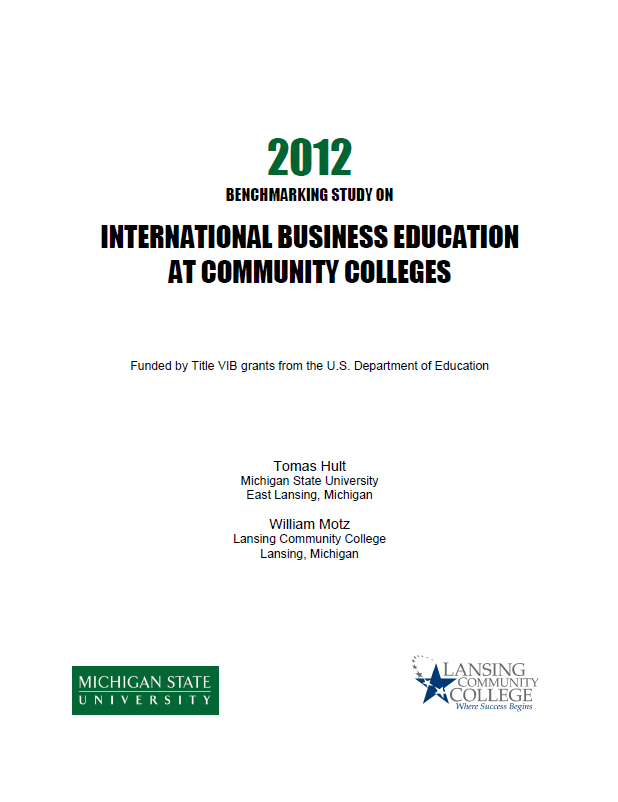 2012
BENCHMARKING STUDY ON
INTERNATIONAL BUSINESS EDUCATION
AT COMMUNITY COLLEGES
Funded by Title VIB grants from the U.S. Department of Education
Tomas Hult
Michigan State University
East Lansing, Michigan
William Motz
Lansing Community College
Lansing, Michigan
MICHIGAN STATE
UNIVERSITY
LANSING
COMMUNITY
COLLEGE
Where Success Begins